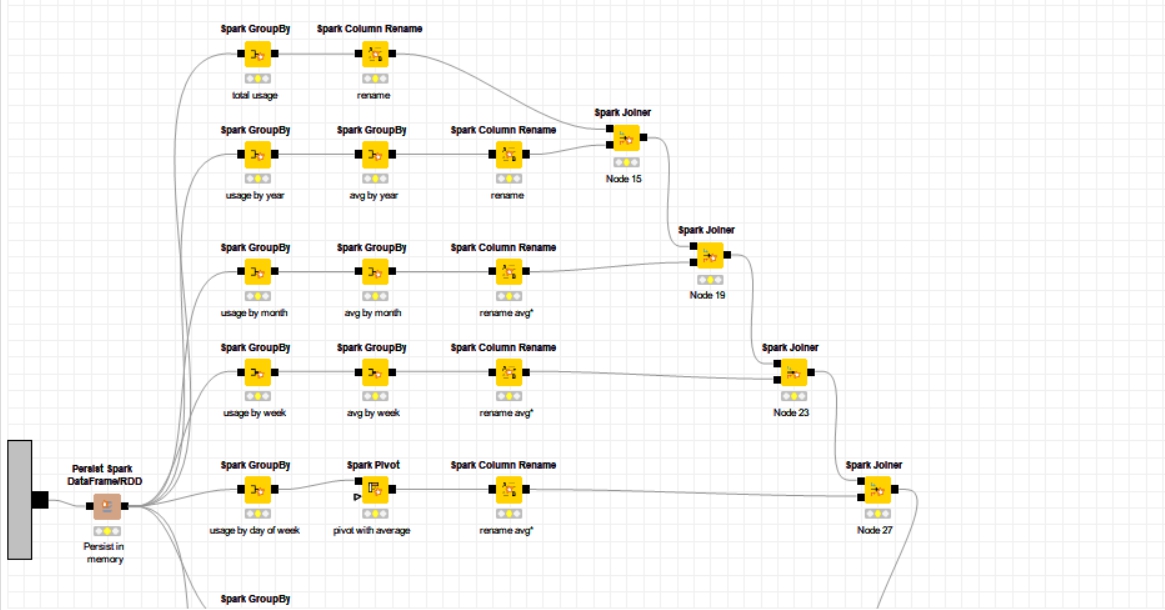 Spark GroupBy
Spark Column Rename
total usage
rename
Spark Joiner
Node 15
Spark GroupBy
Spark GroupBy
Spark Column Rename
usage by year
avg by year
rename
Spark Joiner
Node 19
Spark GroupBy
Spark GroupBy
Spark Column Rename
usage by month
avg by month
rename avg*
Spark Joiner
Node 23
Spark GroupBy
Spark GroupBy
Spark Column Rename
usage by week
avg by week
rename avg*
Persist Spark
DataFrame/RDD
Persist in
memory
Spark GroupBy
Spark Pivot
Spark Column Rename
usage by day of week
pivot with average
rename avg*
Spark Joiner
Node 27
Spark GroupBy